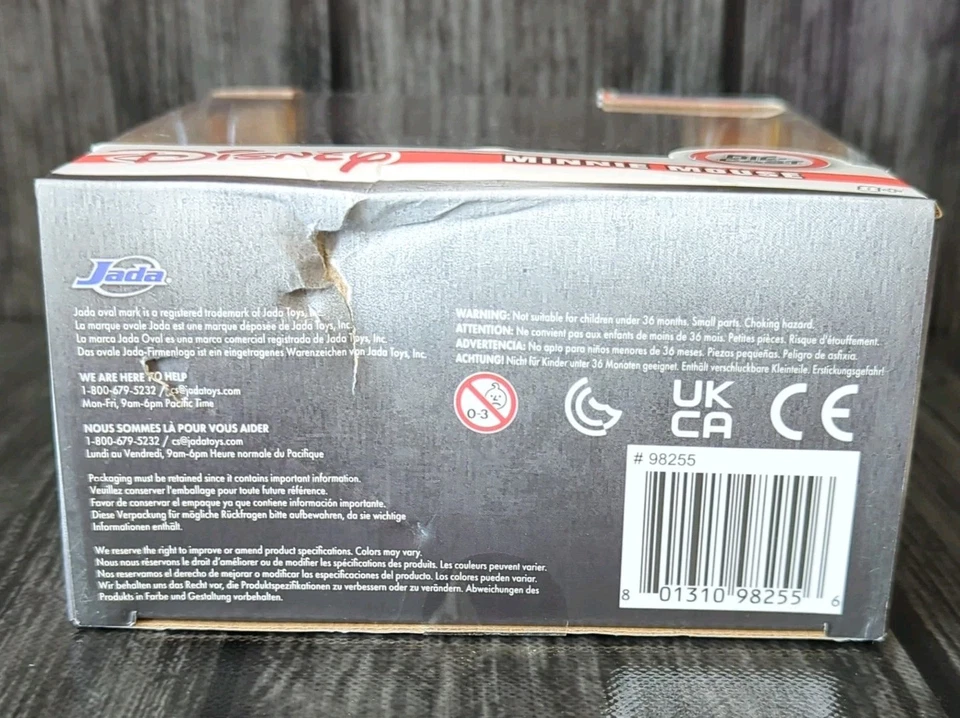 DISNEY
MINNIE MOUSE
DIE-CAST
Jada
Jada oval mark is a registered trademark of Jada Toys, Inc.
La marque ovale Jada est une marque déposée de Jada Toys, Inc.
La marca Jada Oval es una marca comercial registrada de Jada Toys, Inc.
Das ovale Jada-Firmenlogo ist ein eingetragenes Warenzeichen von Jada Toys, Inc.
WE ARE HERE TO HELP
1-800-679-5232 / cs@jadatoys.com
Mon-Fri, 9am-6pm Pacific Time
NOUS SOMMES LÀ POUR VOUS AIDER
1-800-679-5232 / cs@jadatoys.com
Lundi au Vendredi, 9am-6pm Heure normale du Pacifique
Packaging must be retained since it contains important information.
Veuillez conserver l'emballage pour toute future référence.
Favor de conservar el empaque ya que contiene información importante.
Diese Verpackung für mögliche Rückfragen bitte aufbewahren, da sie wichtige
Informationen enthält.
We reserve the right to improve or amend product specifications. Colors may vary.
Nous nous réservons le droit d'améliorer ou de modifier les spécifications des produits. Les couleurs peuvent varier.
Nos reservamos el derecho de mejorar o modificar las especificaciones del producto. Los colores pueden variar.
Wir behalten uns das Recht vor, die Produktspezifikationen zu verbessern oder zu verändern. Abweichungen des
Produkts in Farbe und Gestaltung vorbehalten.
WARNING: Not suitable for children under 36 months. Small parts. Choking hazard.
ATTENTION: Ne convient pas aux enfants de moins de 36 mois. Petites pièces. Risque d'étouffement.
ADVERTENCIA: No apto para niños menores de 36 meses. Piezas pequeñas. Peligro de asfixia.
ACHTUNG! Nicht für Kinder unter 36 Monaten geeignet. Enthält verschluckbare Kleinteile. Erstickungsgefahr!
0-3
UK
CA
CE
# 98255
8 01310 98255 6